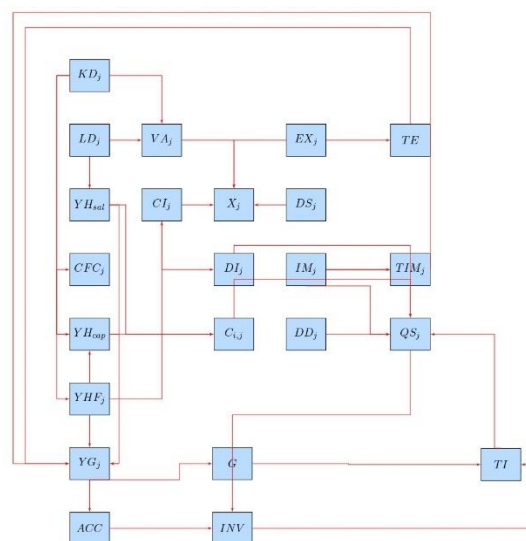 KD_j
LD_j VA_j EX_j TE
YH_sal CI_j X_j DS_j
CFC_j DI_j IM_j TIM_j
YH_cap C_i,j DD_j QS_j
YHF_j
YG_j G TI
ACC INV